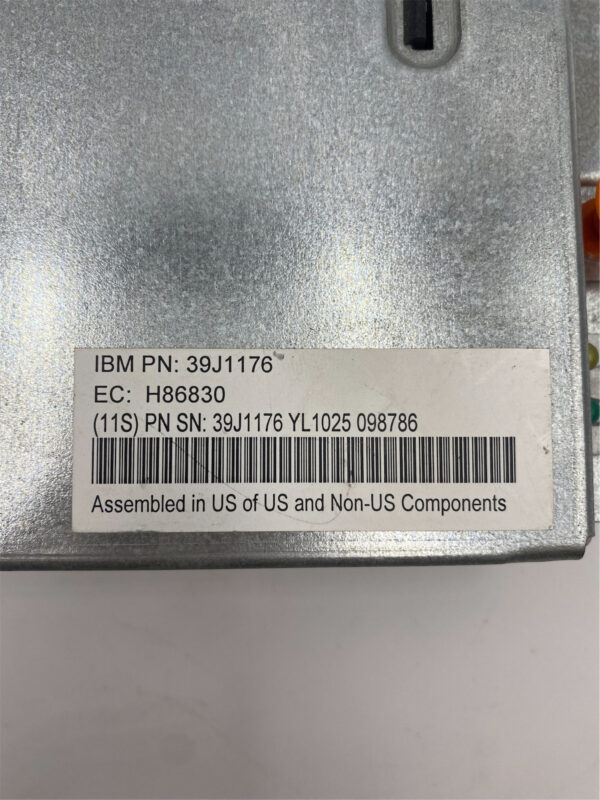 IBM PN: 39J1176
EC: H86830
(11S) PN SN: 39J1176 YL1025 098786
Assembled in US of US and Non-US Components